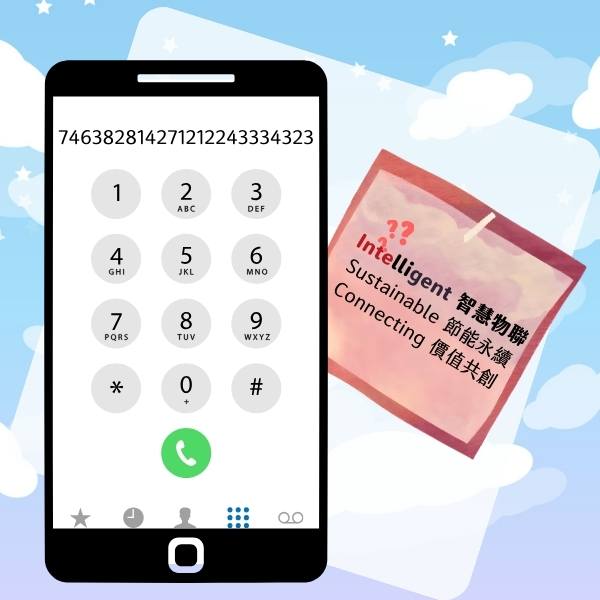 74638281427121224333​4323
1
2
ABC
3
DEF
4
GHI
5
JKL
6
MNO
7
PQRS
8
TUV
9
WXYZ
*
0
+
#
???
Intelligent 智慧物聯
Sustainable 節能永續
Connecting 價值共創